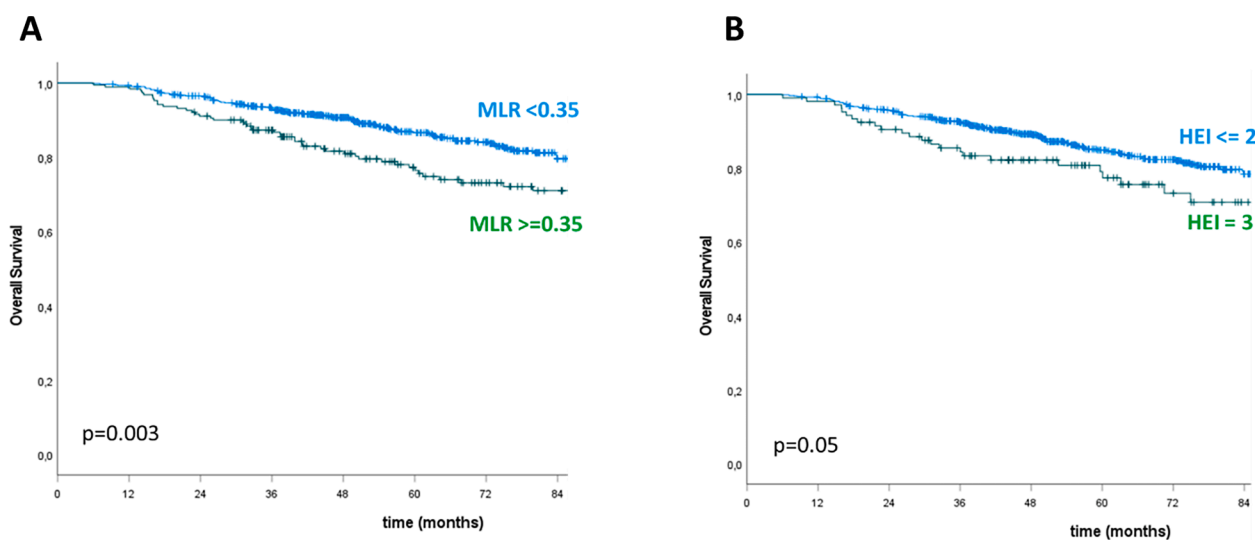 A
1,0
0,8
0,6
0,4
0,2
0,0
Overall Survival
MLR <0.35
MLR >=0.35
p=0.003
0 12 24 36 48 60 72 84
time (months)
B
1,0
0,8
0,6
0,4
0,2
0,0
Overall Survival
HEI <= 2
HEI = 3
p=0.05
0 12 24 36 48 60 72 84
time (months)